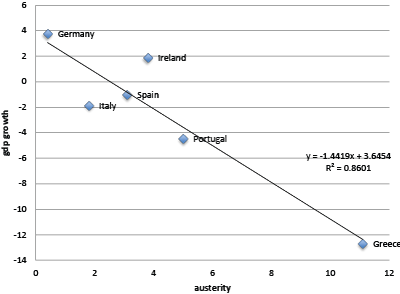 6
4
2
0
-2
-4
-6
-8
-10
-12
-14
gdp growth
Germany
Ireland
Spain
Italy
Portugal
y = -1.4419x + 3.6454
R² = 0.8601
Greece
0 2 4 6 8 10 12
austerity